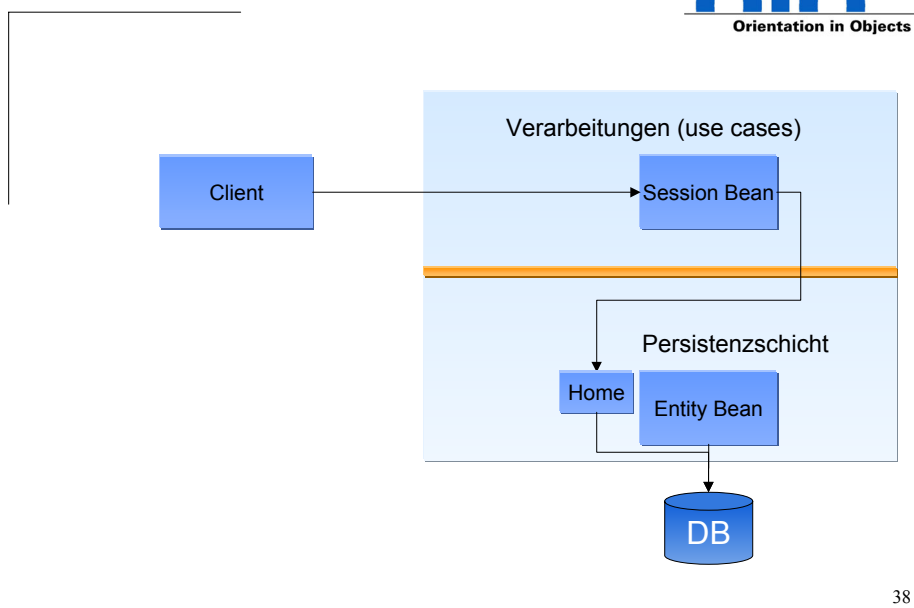 Orientation in Objects
Verarbeitungen (use cases)
Client
Session Bean
Persistenzschicht
Home
Entity Bean
DB
38